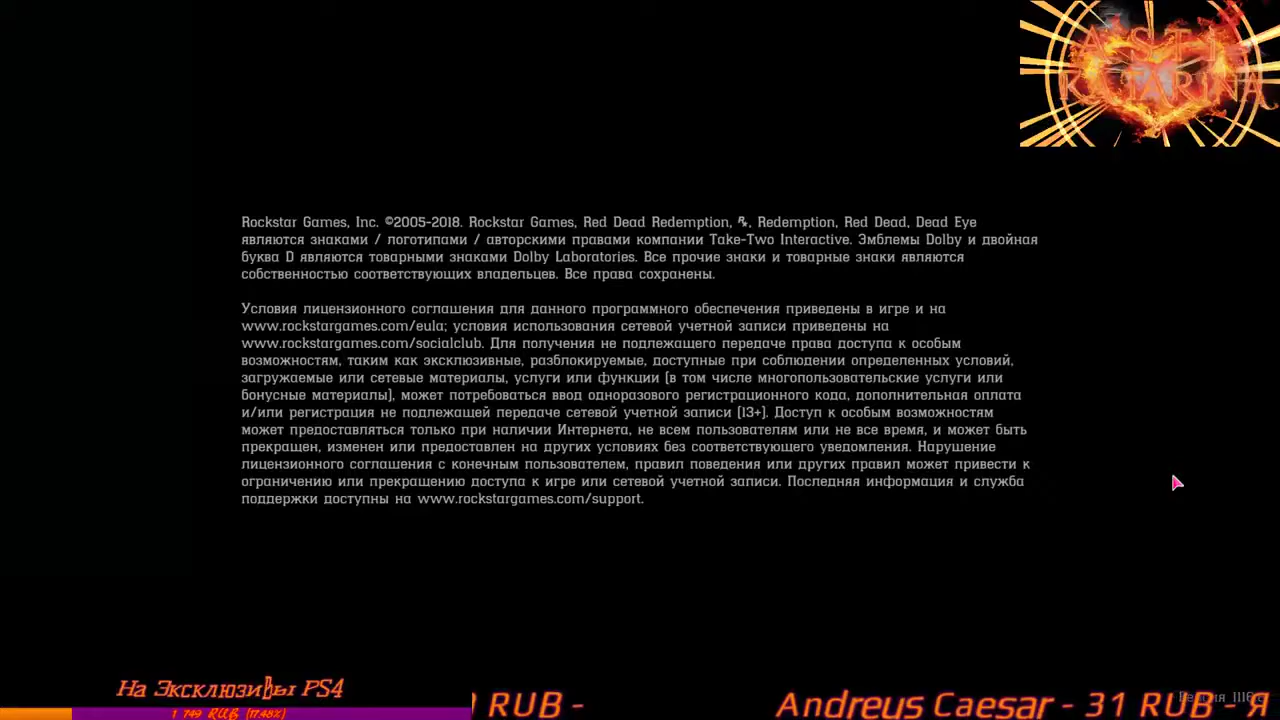 ASTI
KATARINA
Rockstar Games, Inc. ©2005-2018. Rockstar Games, Red Dead Redemption, R*, Redemption, Red Dead, Dead Eye
являются знаками / логотипами / авторскими правами компании Take-Two Interactive. Эмблемы Dolby и двойная
буква D являются товарными знаками Dolby Laboratories. Все прочие знаки и товарные знаки являются
собственностью соответствующих владельцев. Все права сохранены.
Условия лицензионного соглашения для данного программного обеспечения приведены в игре и на
www.rockstargames.com/eula; условия использования сетевой учетной записи приведены на
www.rockstargames.com/socialclub. Для получения не подлежащего передаче права доступа к особым
возможностям, таким как эксклюзивные, разблокируемые, доступные при соблюдении определенных условий,
загружаемые или сетевые материалы, услуги или функции (в том числе многопользовательские услуги или
бонусные материалы), может потребоваться ввод одноразового регистрационного кода, дополнительная оплата
и/или регистрация не подлежащей передаче сетевой учетной записи (13+). Доступ к особым возможностям
может предоставляться только при наличии Интернета, не всем пользователям или не все время, и может быть
прекращен, изменен или предоставлен на других условиях без соответствующего уведомления. Нарушение
лицензионного соглашения с конечным пользователем, правил поведения или других правил может привести к
ограничению или прекращению доступа к игре или сетевой учетной записи. Последняя информация и служба
поддержки доступны на www.rockstargames.com/support.
На Эксклюзивы PS4
1 749 RUB (17.48%)
RUB - Andreus Caesar - 31 RUB - Я